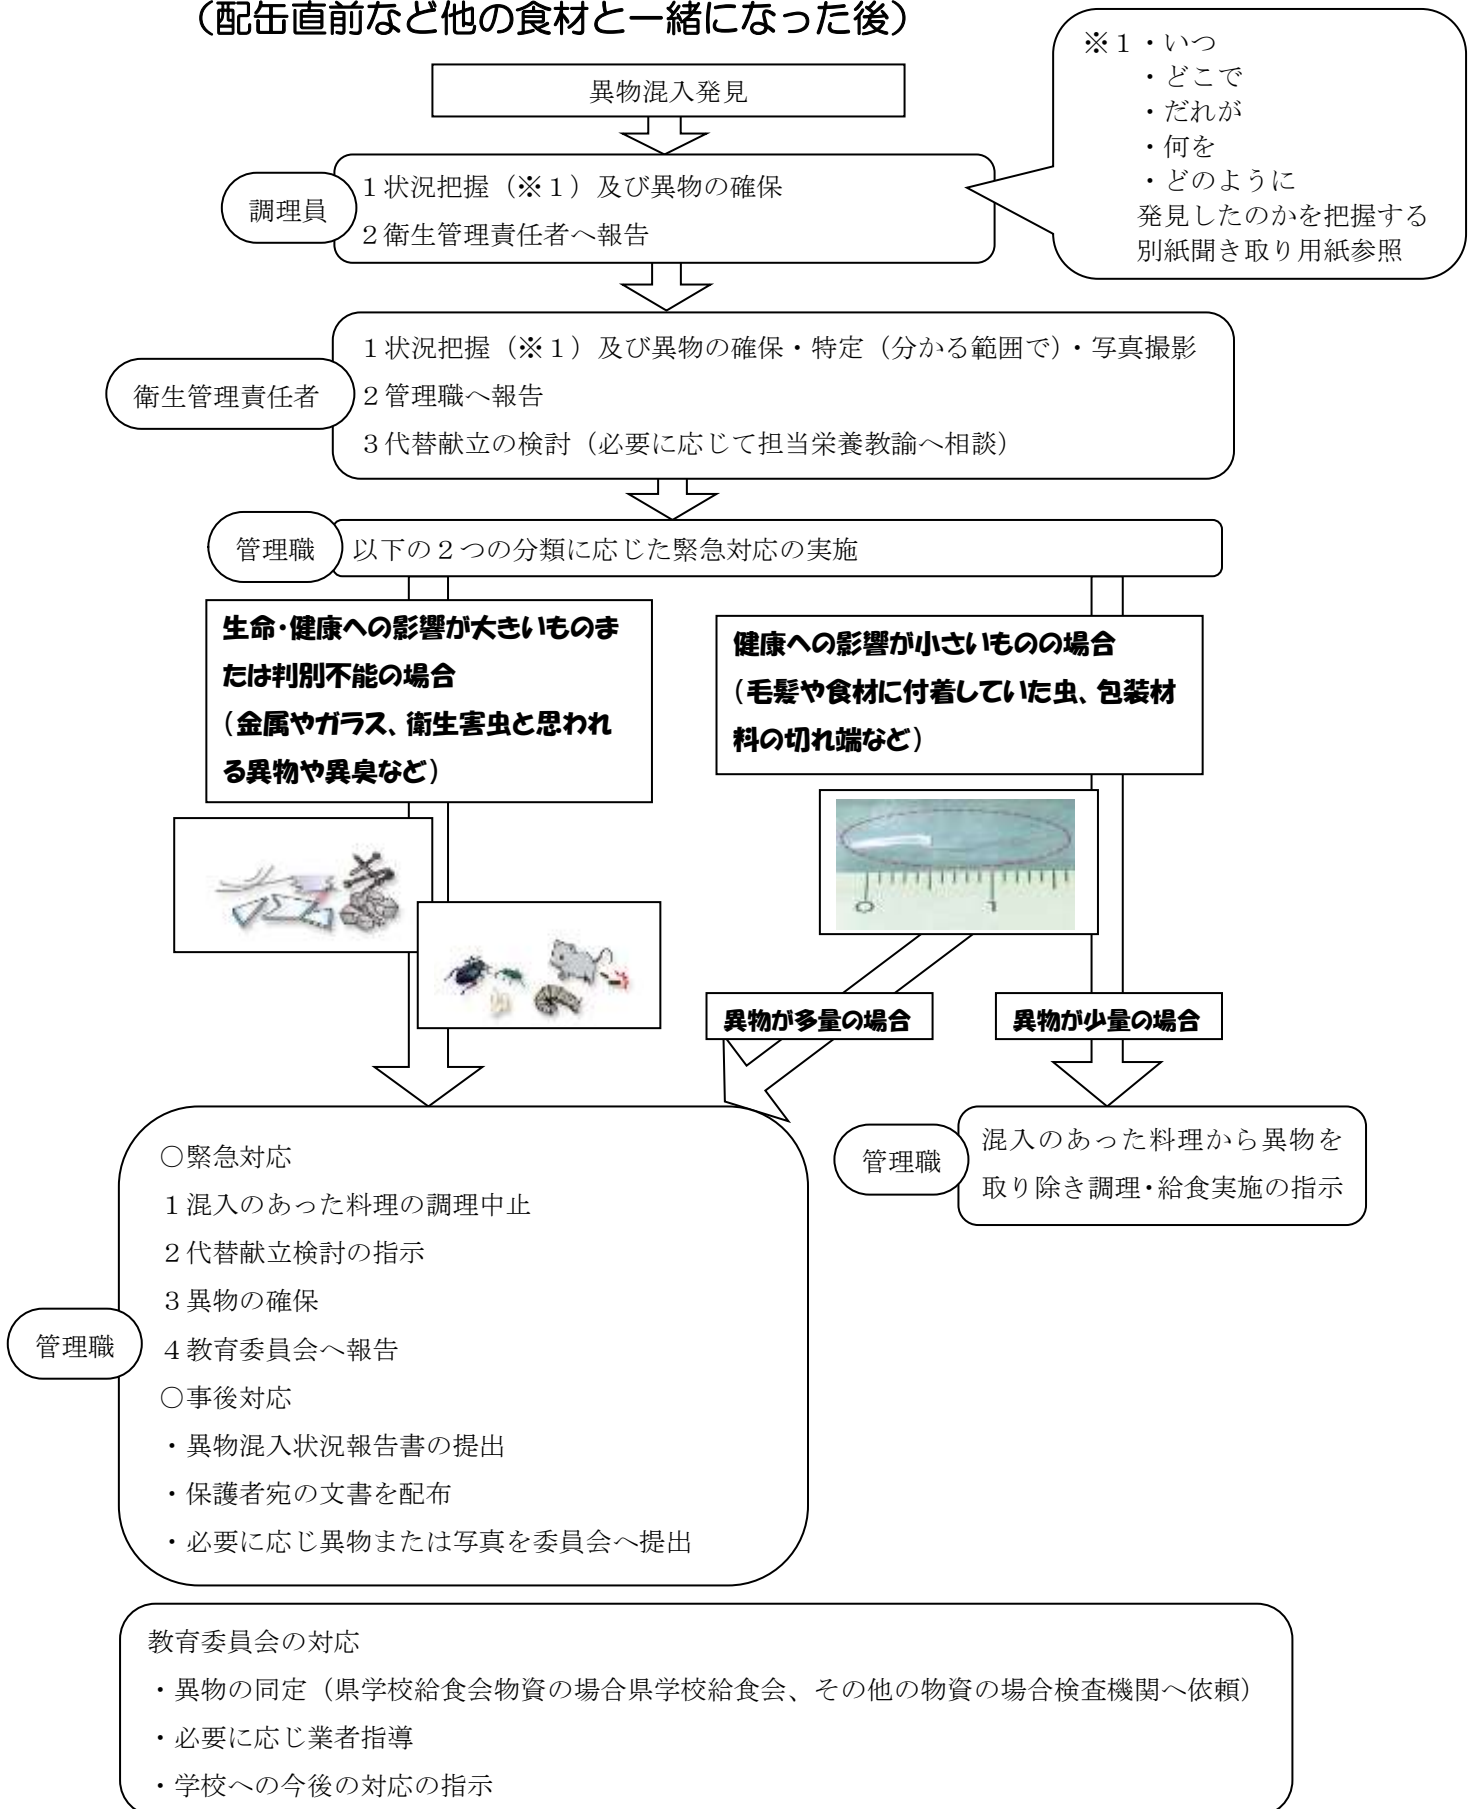 （配缶直前など他の食材と一緒になった後）
異物混入発見
※１・いつ
・どこで
・だれが
・何を
・どのように
発見したのかを把握する
別紙聞き取り用紙参照
調理員
１状況把握（※１）及び異物の確保
２衛生管理責任者へ報告
衛生管理責任者
１状況把握（※１）及び異物の確保・特定（分かる範囲で）・写真撮影
２管理職へ報告
３代替献立の検討（必要に応じて担当栄養教諭へ相談）
管理職
以下の２つの分類に応じた緊急対応の実施
生命・健康への影響が大きいものま
たは判別不能の場合
（金属やガラス、衛生害虫と思われ
る異物や異臭など）
健康への影響が小さいものの場合
（毛髪や食材に付着していた虫、包装材
料の切れ端など）
0 1
異物が多量の場合
異物が少量の場合
管理職
混入のあった料理から異物を
取り除き調理・給食実施の指示
管理職
○緊急対応
１混入のあった料理の調理中止
２代替献立検討の指示
３異物の確保
４教育委員会へ報告
○事後対応
・異物混入状況報告書の提出
・保護者宛の文書を配布
・必要に応じ異物または写真を委員会へ提出
教育委員会の対応
・異物の同定（県学校給食会物資の場合県学校給食会、その他の物資の場合検査機関へ依頼）
・必要に応じ業者指導
・学校への今後の対応の指示